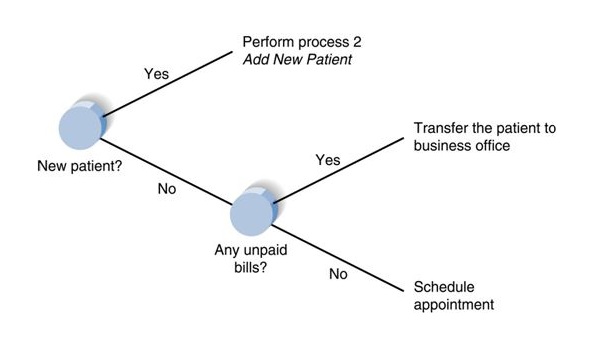 Perform process 2
Add New Patient
Yes
New patient?
No
Transfer the patient to
business office
Yes
Any unpaid
bills?
No
Schedule
appointment